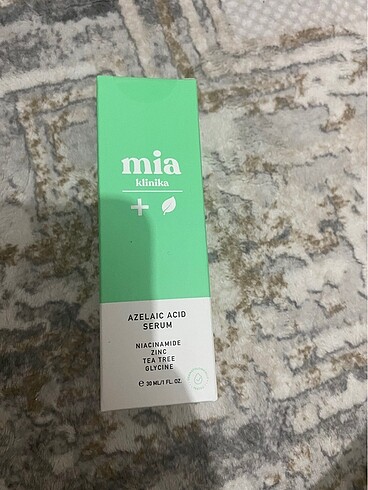 mia
klinika
AZELAIC ACID
SERUM
NIACINAMIDE
ZINC
TEA TREE
GLYCINE
℮ 30 ML/1 FL. OZ.